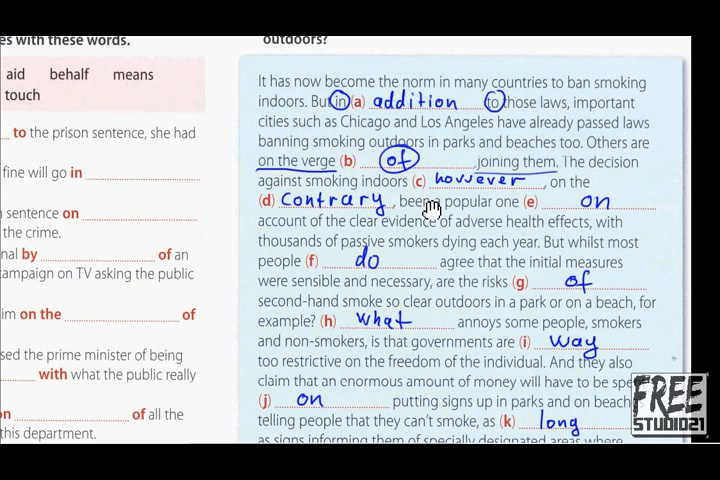 es with these words.
aid behalf means
touch
to the prison sentence, she had
fine will go in
n sentence on
the crime.
nal by of an
campaign on TV asking the public
im on the of
sed the prime minister of being
with what the public really
on of all the
this department.
outdoors?
It has now become the norm in many countries to ban smoking
indoors. But in (a) addition to those laws, important
cities such as Chicago and Los Angeles have already passed laws
banning smoking outdoors in parks and beaches too. Others are
on the verge (b) of joining them. The decision
against smoking indoors (c) however, on the
(d) contrary, been a popular one (e) on
account of the clear evidence of adverse health effects, with
thousands of passive smokers dying each year. But whilst most
people (f) do agree that the initial measures
were sensible and necessary, are the risks (g) of
second-hand smoke so clear outdoors in a park or on a beach, for
example? (h) what annoys some people, smokers
and non-smokers, is that governments are (i) way
too restrictive on the freedom of the individual. And they also
claim that an enormous amount of money will have to be spe
(j) on putting signs up in parks and on beach
telling people that they can't smoke, as (k) long
as signs informing them of specially designated areas where
FREE
STUDIO21